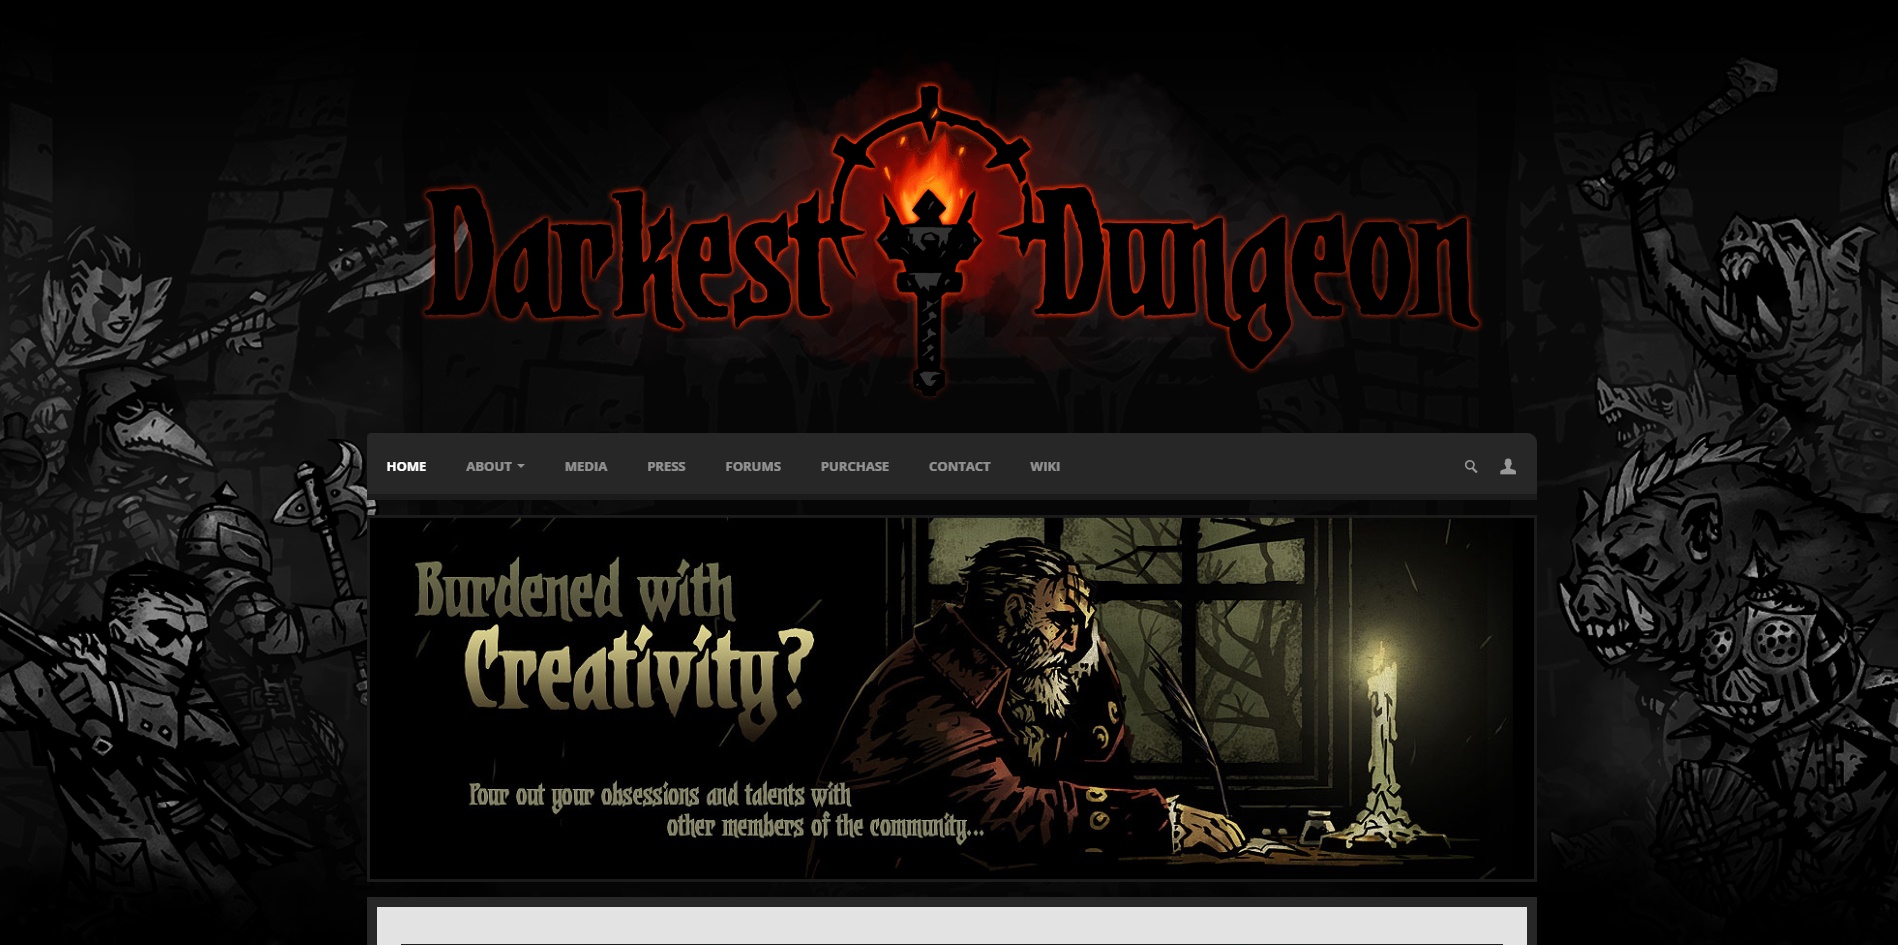 Darkest Dungeon
HOME ABOUT MEDIA PRESS FORUMS PURCHASE CONTACT WIKI
Burdened with
Creativity?
Pour out your obsessions and talents with
other members of the community...